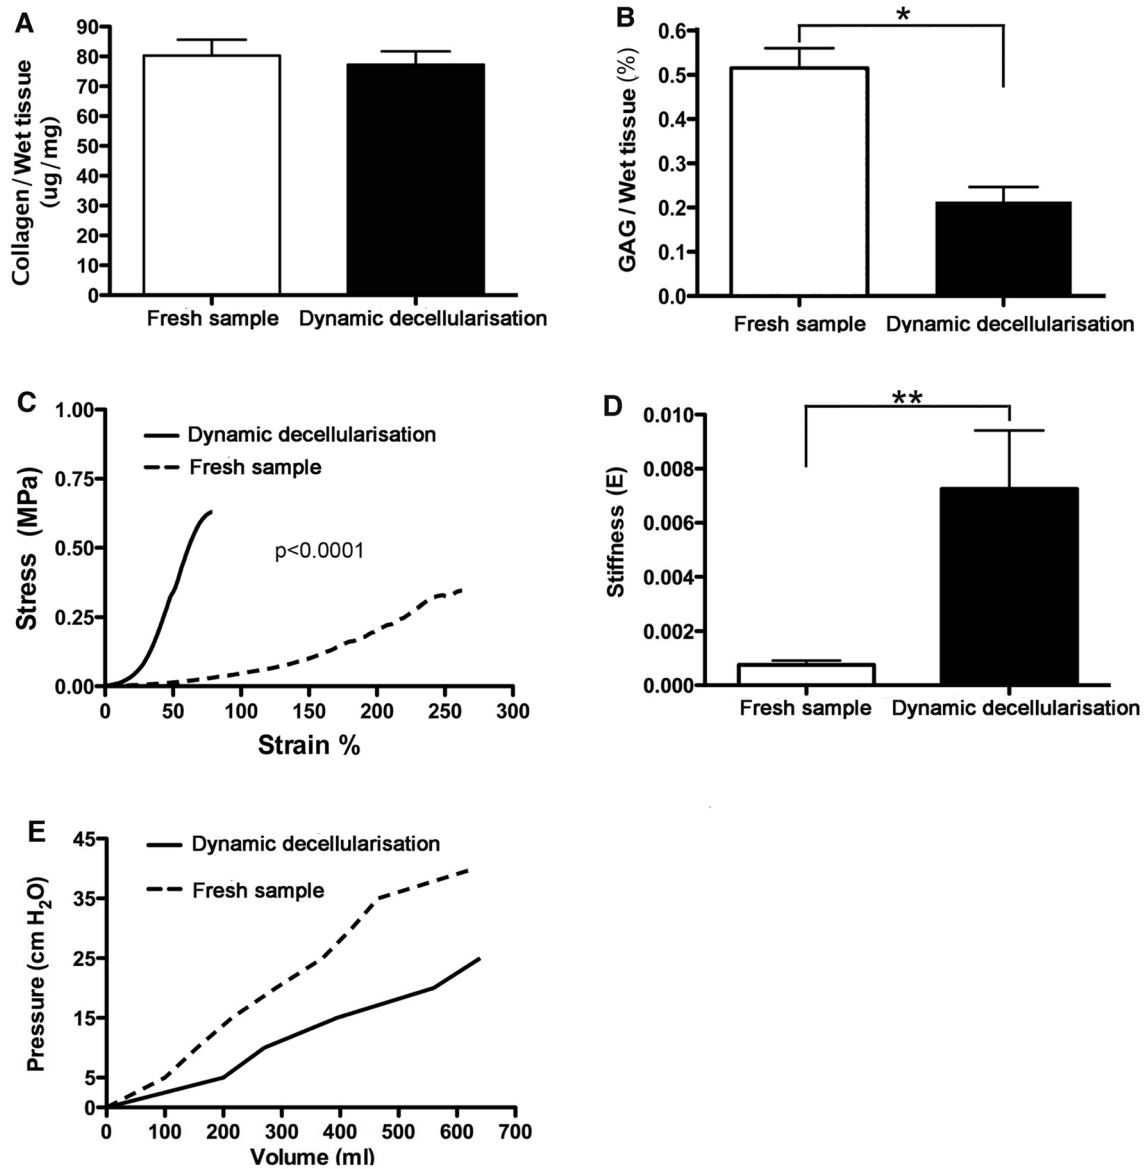 A
90
80
70
60
50
40
30
20
10
0
Collagen/Wet tissue
(ug/mg)
Fresh sample
Dynamic decellularisation
B
*
0.6
0.5
0.4
0.3
0.2
0.1
0.0
GAG/Wet tissue (%)
Fresh sample
Dynamic decellularisation
C
1.00
0.75
0.50
0.25
0.00
Stress (MPa)
Dynamic decellularisation
Fresh sample
p<0.0001
0 50 100 150 200 250 300
Strain %
D
**
0.010
0.008
0.006
0.004
0.002
0.000
Stiffness (E)
Fresh sample
Dynamic decellularisation
E
45
35
25
15
5
0
Pressure (cm H2O)
Dynamic decellularisation
Fresh sample
0 100 200 300 400 500 600 700
Volume (ml)